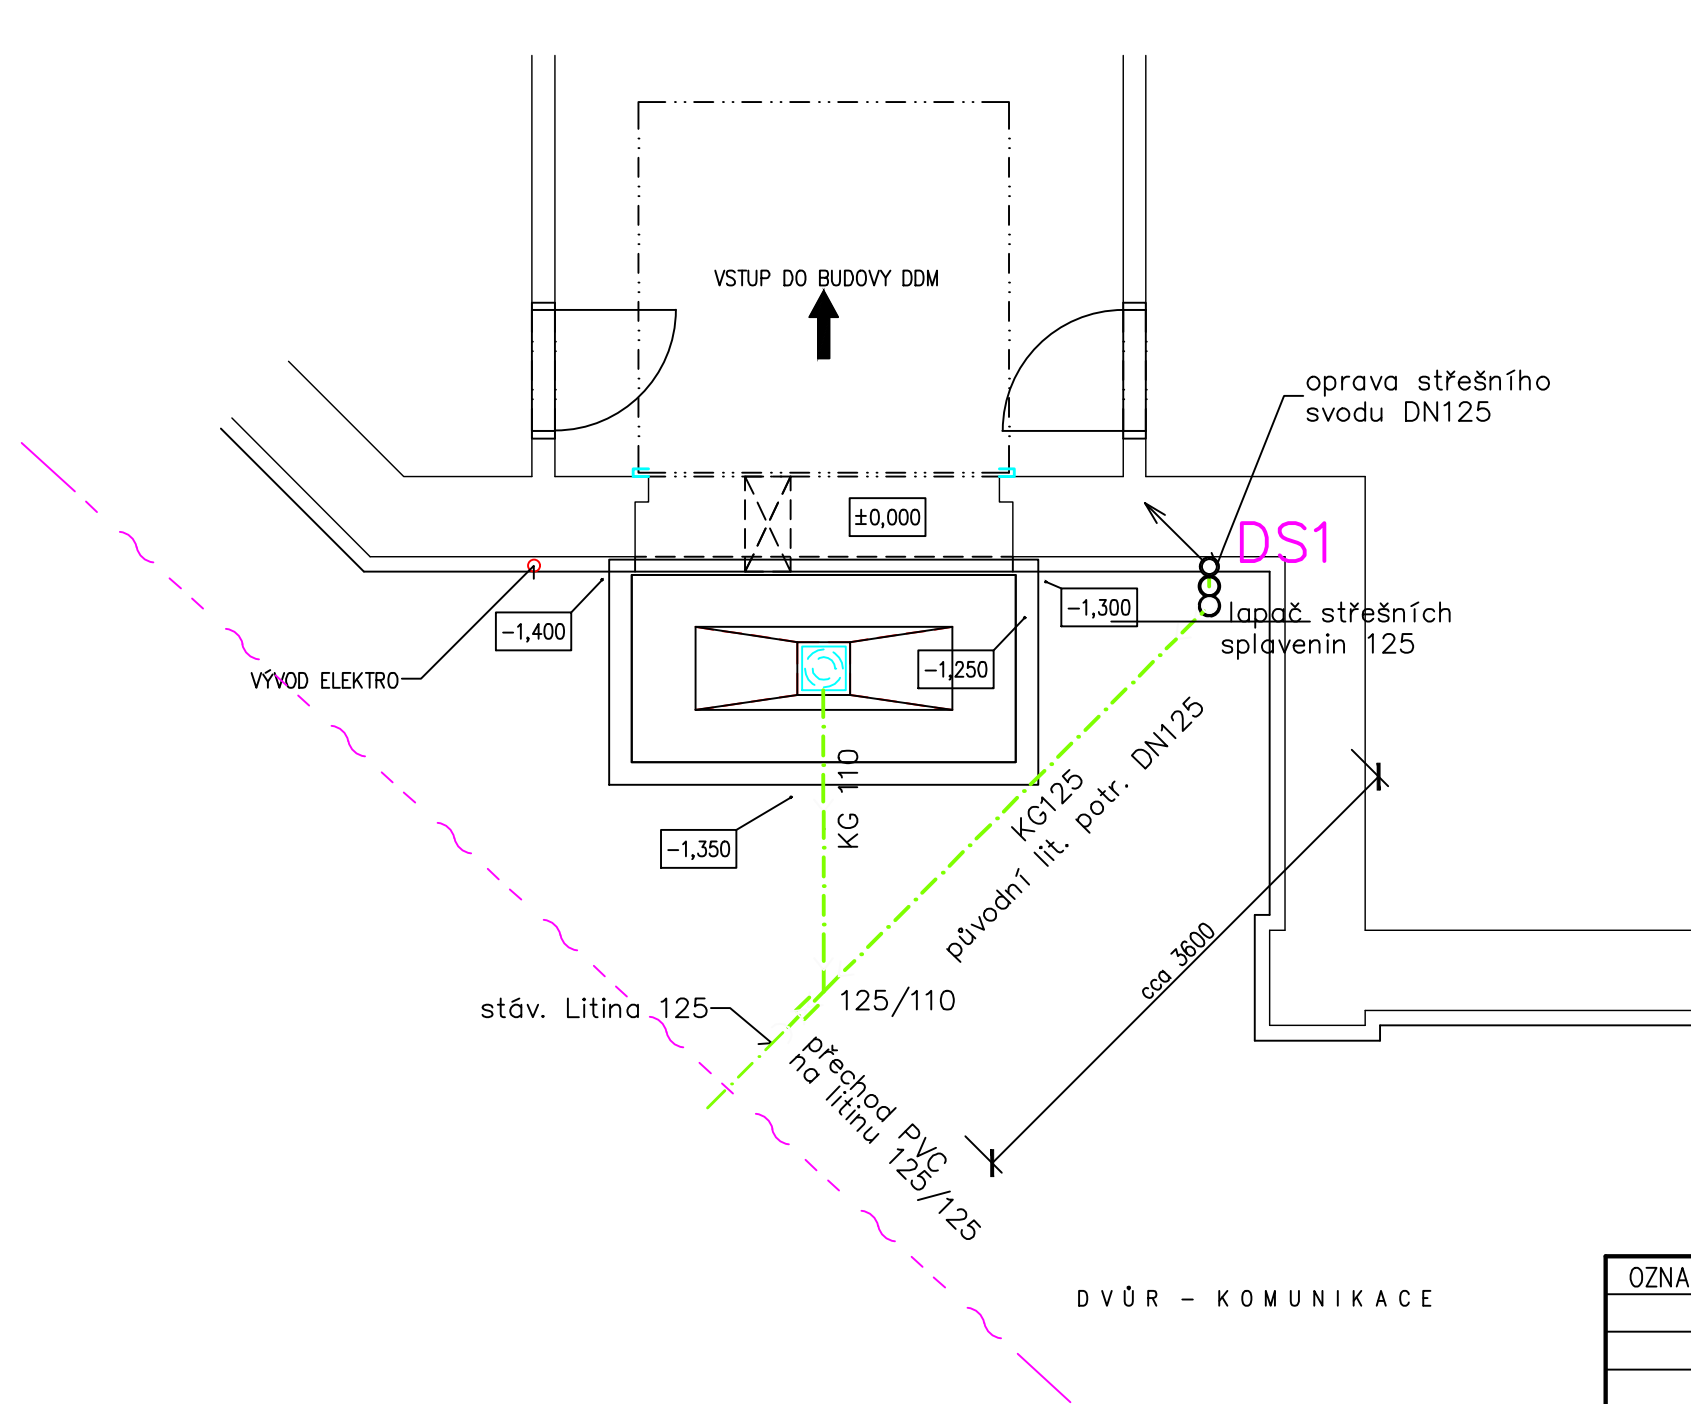 VSTUP DO BUDOVY DDM
oprava střešního
svodu DN125
±0,000
DS1
-1,400
-1,300
lapač střešních
splavenin 125
-1,250
VÝVOD ELEKTRO
KG 110
-1,350
KG125
původní lit. potr. DN125
cca 3600
stáv. Litina 125
125/110
přechod PVC
na litinu 125/125
DVŮR - KOMUNIKACE
OZNA